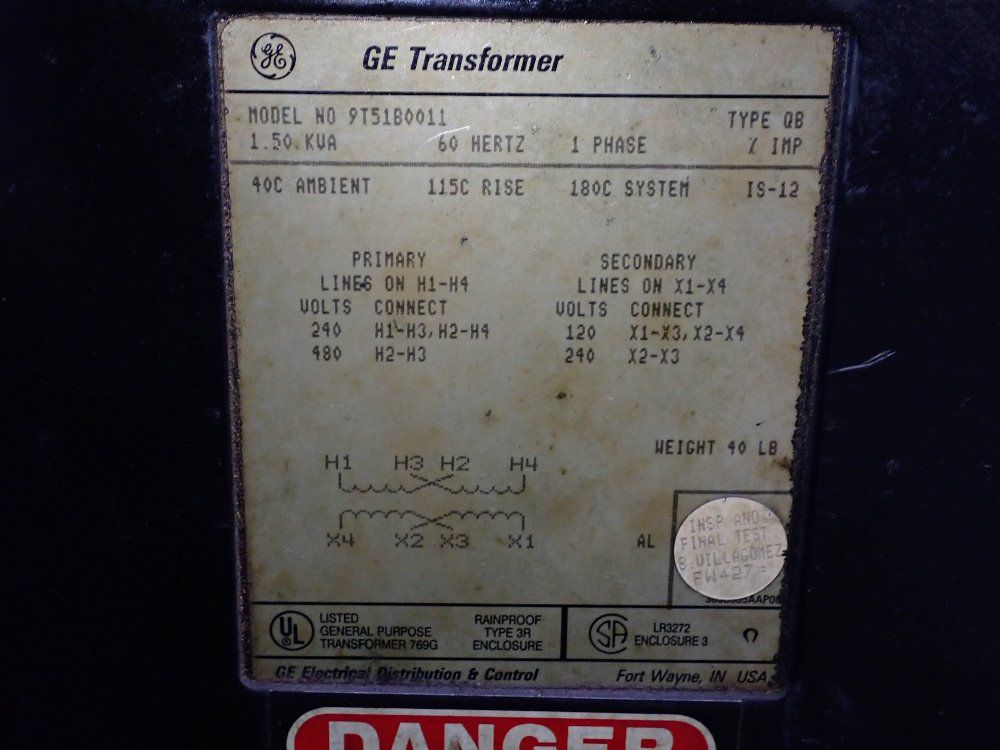 GE GE Transformer
MODEL NO 9T51B0011 TYPE QB
1.50 KVA 60 HERTZ 1 PHASE % IMP
40C AMBIENT 115C RISE 180C SYSTEM IS-12
PRIMARY SECONDARY
LINES ON H1-H4 LINES ON X1-X4
VOLTS CONNECT VOLTS CONNECT
240 H1-H3,H2-H4 120 X1-X3,X2-X4
480 H2-H3 240 X2-X3
WEIGHT 40 LB
H1 H3 H2 H4
X4 X2 X3 X1
AL
INSP AND
FINAL TEST
B.VILLAGOMEZ
FW427
UL LISTED
GENERAL PURPOSE
TRANSFORMER 769G
RAINPROOF
TYPE 3R
ENCLOSURE
SA LR3272
ENCLOSURE 3
GE Electrical Distribution & Control Fort Wayne, IN USA
DANGER